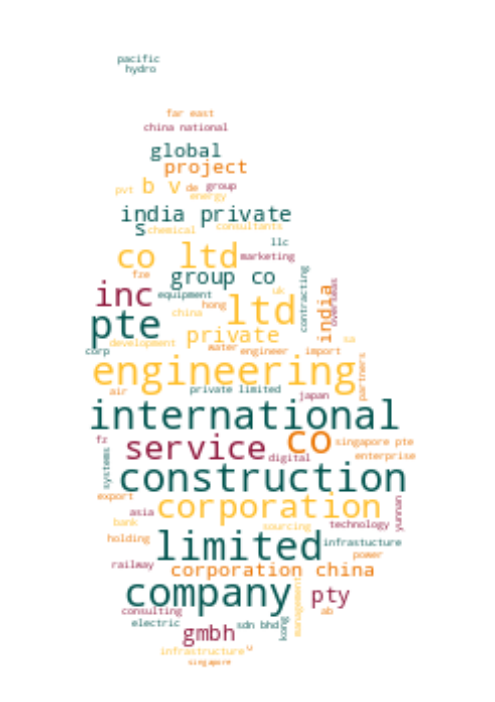 pacific
hydro
far east
china national
global
project
pvt
b v
de
group
energy
india private
s
chemical
consultants
llc
co ltd
marketing
fze
group co
contracting
overseas
india
inc
equipment
uk
hong
china
ltd
pte
private
sa
development
water
engineer
import
corp
engineering
partners
air
private limited
japan
international
fz
service
co
singapore pte
digital
enterprise
systems
construction
export
corporation
asia
yunnan
bank
sourcing
technology
holding
limited
infrastucture
power
railway
corporation china
company
management
pty
consulting
ab
electric
sdn bhd
kong
gmbh
infrastructure
u
singapore